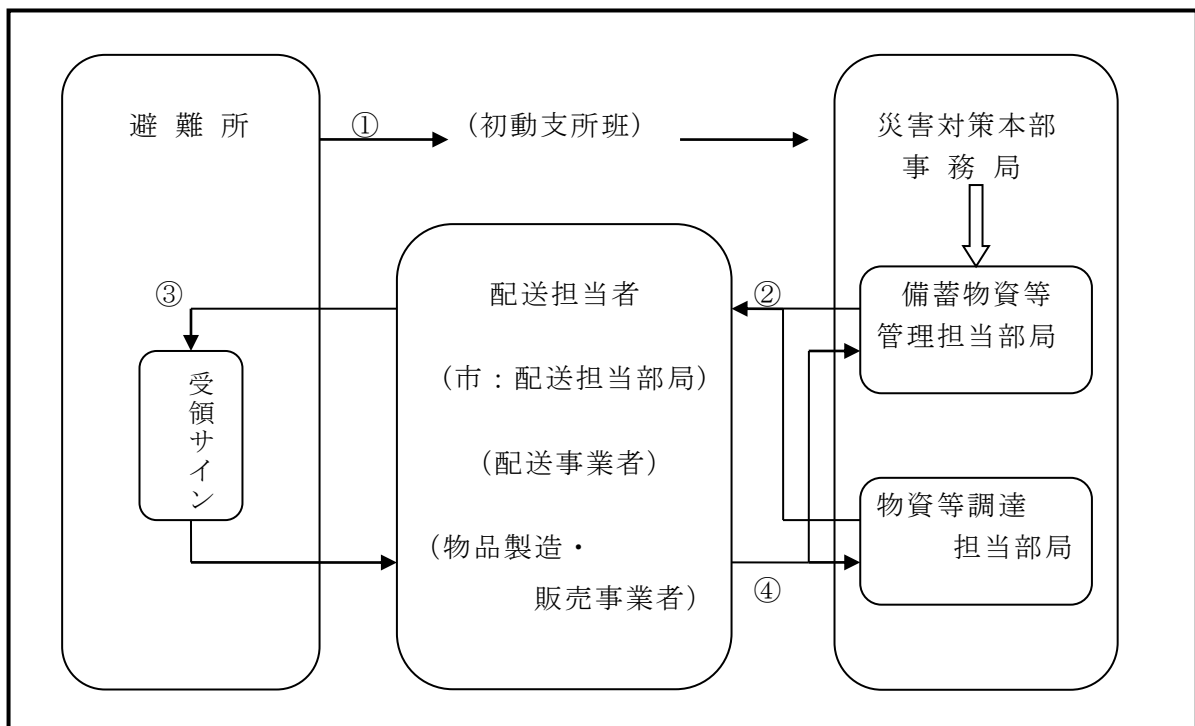 避難所
①
(初動支所班)
災害対策本部
事務局
③
配送担当者
②
備蓄物資等
管理担当部局
受領サイン
(市：配送担当部局)
(配送事業者)
(物品製造・
販売事業者)
④
物資等調達
担当部局